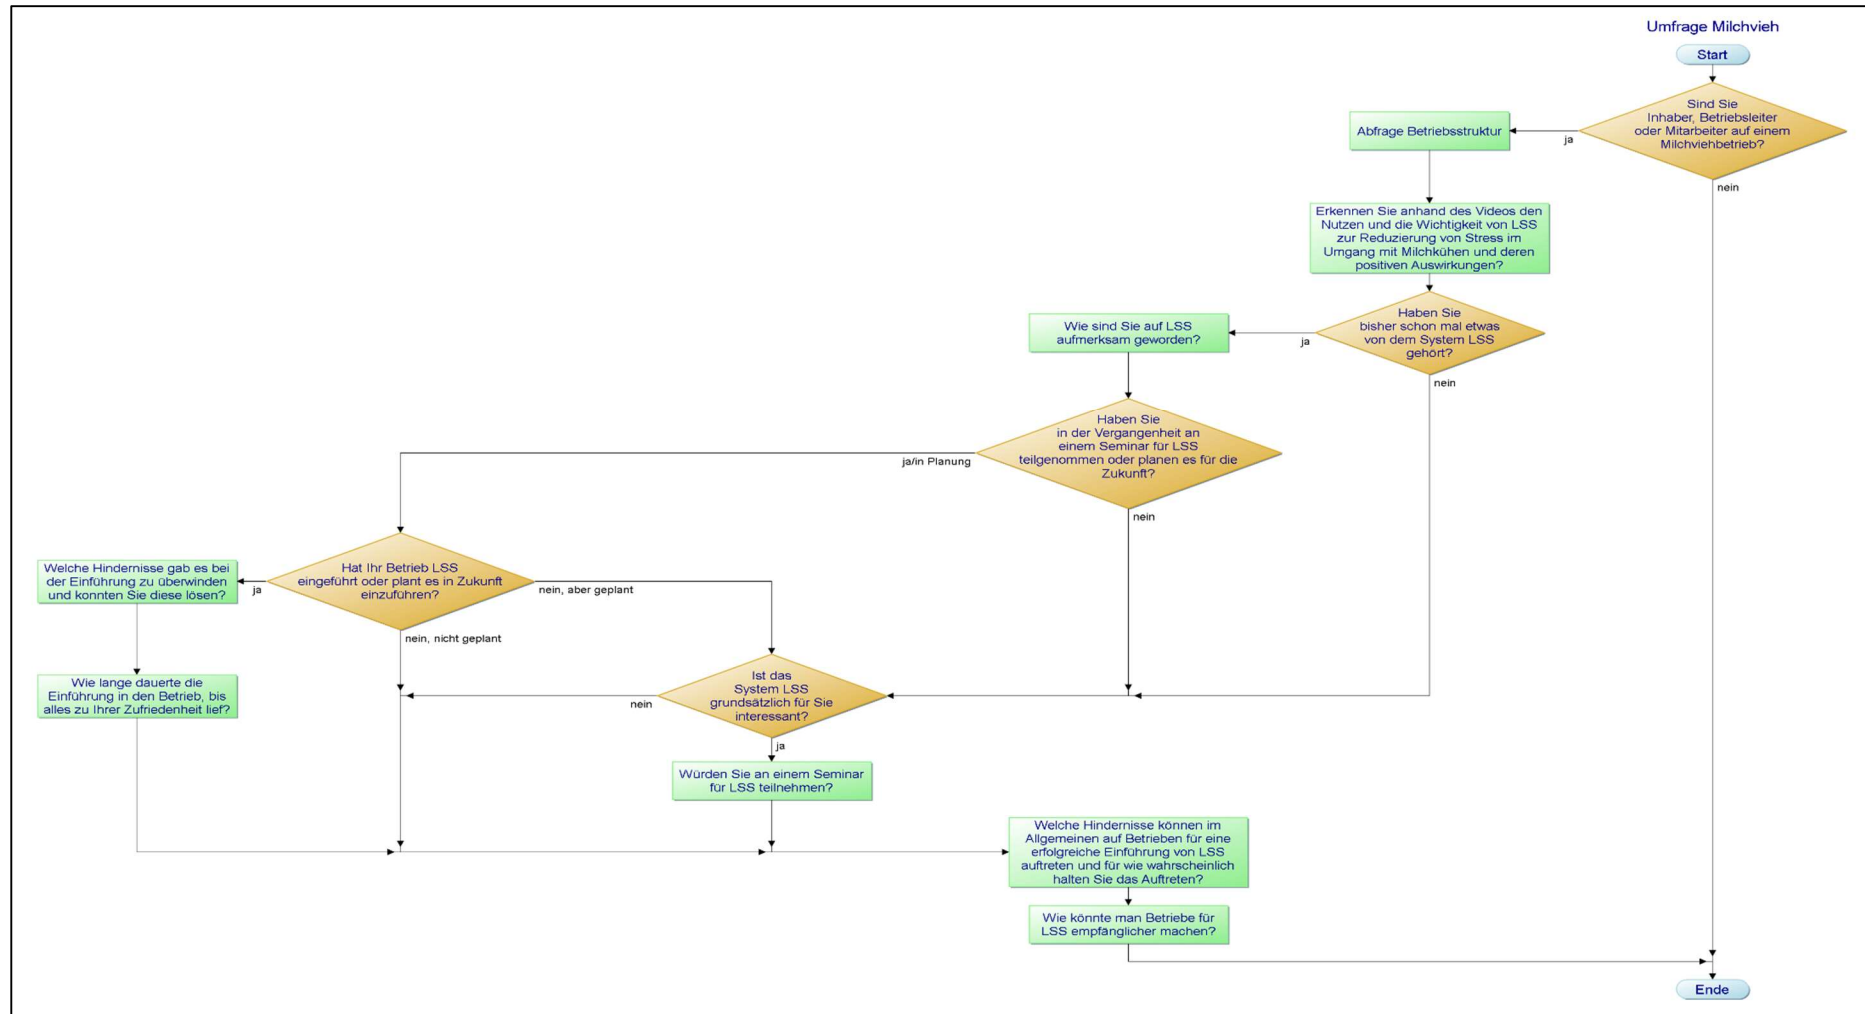 Umfrage Milchvieh
Start
Sind Sie
Inhaber, Betriebsleiter
oder Mitarbeiter auf einem
Milchviehbetrieb?
ja
nein
Abfrage Betriebsstruktur
Erkennen Sie anhand des Videos den
Nutzen und die Wichtigkeit von LSS
zur Reduzierung von Stress im
Umgang mit Milchkühen und deren
positiven Auswirkungen?
Haben Sie
bisher schon mal etwas
von dem System LSS
gehört?
ja
nein
Wie sind Sie auf LSS
aufmerksam geworden?
Haben Sie
in der Vergangenheit an
einem Seminar für LSS
teilgenommen oder planen es für die
Zukunft?
ja/in Planung
nein
Hat Ihr Betrieb LSS
eingeführt oder plant es in Zukunft
einzuführen?
ja
nein, aber geplant
nein, nicht geplant
Welche Hindernisse gab es bei
der Einführung zu überwinden
und konnten Sie diese lösen?
Wie lange dauerte die
Einführung in den Betrieb, bis
alles zu Ihrer Zufriedenheit lief?
Ist das
System LSS
grundsätzlich für Sie
interessant?
nein
ja
Würden Sie an einem Seminar
für LSS teilnehmen?
Welche Hindernisse können im
Allgemeinen auf Betrieben für eine
erfolgreiche Einführung von LSS
auftreten und für wie wahrscheinlich
halten Sie das Auftreten?
Wie könnte man Betriebe für
LSS empfänglicher machen?
Ende